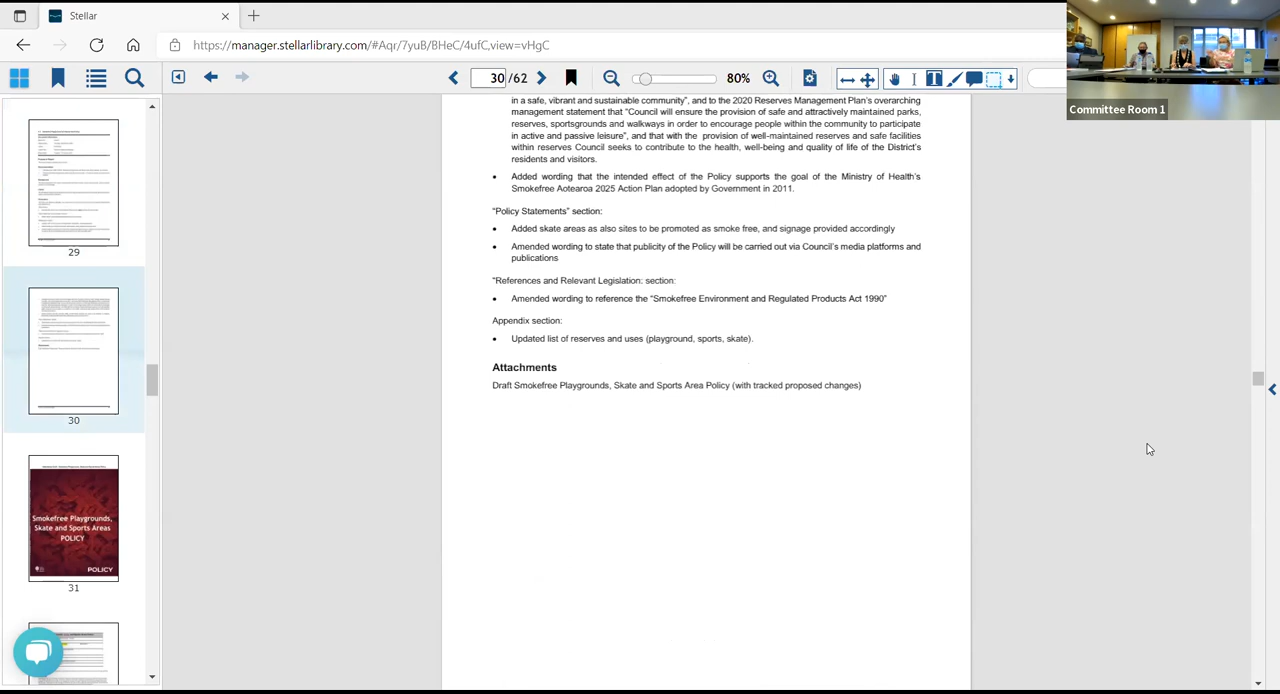 Stellar
https://manager.stellarlibrary.com/#Aqr/7yuB/BHeC/4ufC,view=vHgC
30 /62
80%
Committee Room 1
29
30
Smokefree Playgrounds,
Skate and Sports Areas
POLICY
POLICY
31
in a safe, vibrant and sustainable community”, and to the 2020 Reserves Management Plan’s overarching
management statement that “Council will ensure the provision of safe and attractively maintained parks,
reserves, sportsgrounds and walkways in order to encourage people within the community to participate
in active and passive leisure”, and that with the provision of well-maintained reserves and safe facilities
within reserves Council seeks to contribute to the health, well-being and quality of life of the District’s
residents and visitors.
• Added wording that the intended effect of the Policy supports the goal of the Ministry of Health’s
Smokefree Aotearoa 2025 Action Plan adopted by Government in 2011.
“Policy Statements” section:
• Added skate areas as also sites to be promoted as smoke free, and signage provided accordingly
• Amended wording to state that publicity of the Policy will be carried out via Council’s media platforms and
publications
“References and Relevant Legislation: section:
• Amended wording to reference the “Smokefree Environment and Regulated Products Act 1990”
Appendix section:
• Updated list of reserves and uses (playground, sports, skate).
Attachments
Draft Smokefree Playgrounds, Skate and Sports Area Policy (with tracked proposed changes)